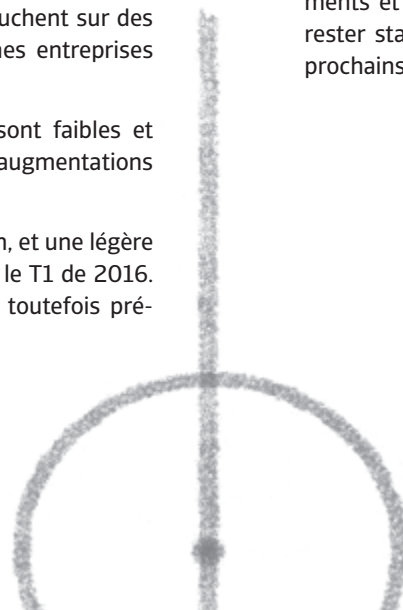 uchent sur des
nes entreprises
sont faibles et
augmentations
n, et une légère
le T1 de 2016.
toutefois pré-
ments et
rester sta
prochains